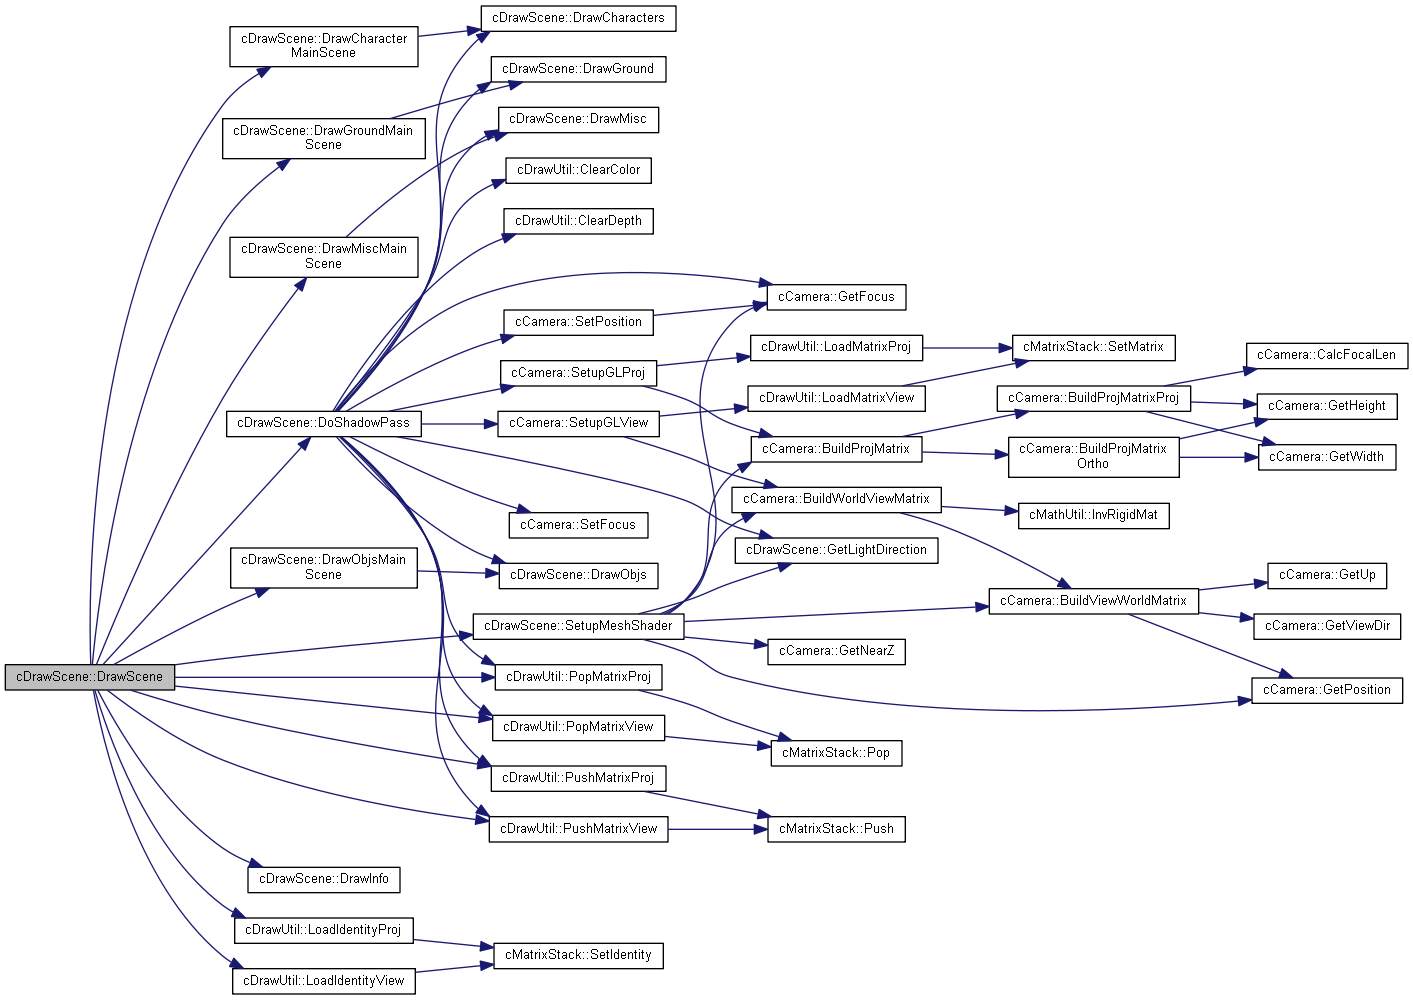 cDrawScene::DrawScene
cDrawScene::DrawCharacter
MainScene
cDrawScene::DrawGroundMain
Scene
cDrawScene::DrawMiscMain
Scene
cDrawScene::DoShadowPass
cDrawScene::DrawObjsMain
Scene
cDrawScene::DrawInfo
cDrawUtil::LoadIdentityProj
cDrawUtil::LoadIdentityView
cDrawScene::DrawCharacters
cDrawScene::DrawGround
cDrawScene::DrawMisc
cDrawUtil::ClearColor
cDrawUtil::ClearDepth
cCamera::SetPosition
cCamera::SetupGLProj
cCamera::SetupGLView
cCamera::SetFocus
cDrawScene::DrawObjs
cDrawScene::SetupMeshShader
cDrawUtil::PopMatrixProj
cDrawUtil::PopMatrixView
cDrawUtil::PushMatrixProj
cDrawUtil::PushMatrixView
cMatrixStack::SetIdentity
cCamera::GetFocus
cDrawUtil::LoadMatrixProj
cDrawUtil::LoadMatrixView
cCamera::BuildProjMatrix
cCamera::BuildWorldViewMatrix
cDrawScene::GetLightDirection
cCamera::GetNearZ
cMatrixStack::Pop
cMatrixStack::Push
cMatrixStack::SetMatrix
cCamera::BuildProjMatrixProj
cCamera::BuildProjMatrix
Ortho
cMathUtil::InvRigidMat
cCamera::BuildViewWorldMatrix
cCamera::CalcFocalLen
cCamera::GetHeight
cCamera::GetWidth
cCamera::GetUp
cCamera::GetViewDir
cCamera::GetPosition